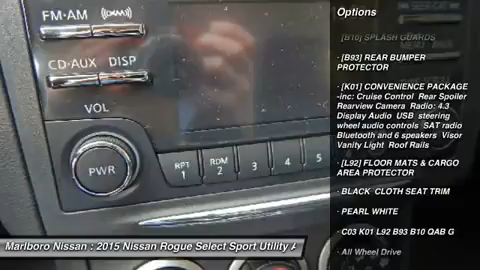 FM·AM
CD·AUX DISP
VOL
PWR
RPT
1
RDM
2
3
4
5
Options
· [B10] SPLASH GUARDS
· [B93] REAR BUMPER
PROTECTOR
· [K01] CONVENIENCE PACKAGE
-inc: Cruise Control Rear Spoiler
Rearview Camera Radio: 4.3
Display Audio USB steering
wheel audio controls SAT radio
Bluetooth and 6 speakers Visor
Vanity Light Roof Rails
· [L92] FLOOR MATS & CARGO
AREA PROTECTOR
· BLACK CLOTH SEAT TRIM
· PEARL WHITE
· C03 K01 L92 B93 B10 QAB G
· All Wheel Drive
Marlboro Nissan : 2015 Nissan Rogue Select Sport Utility